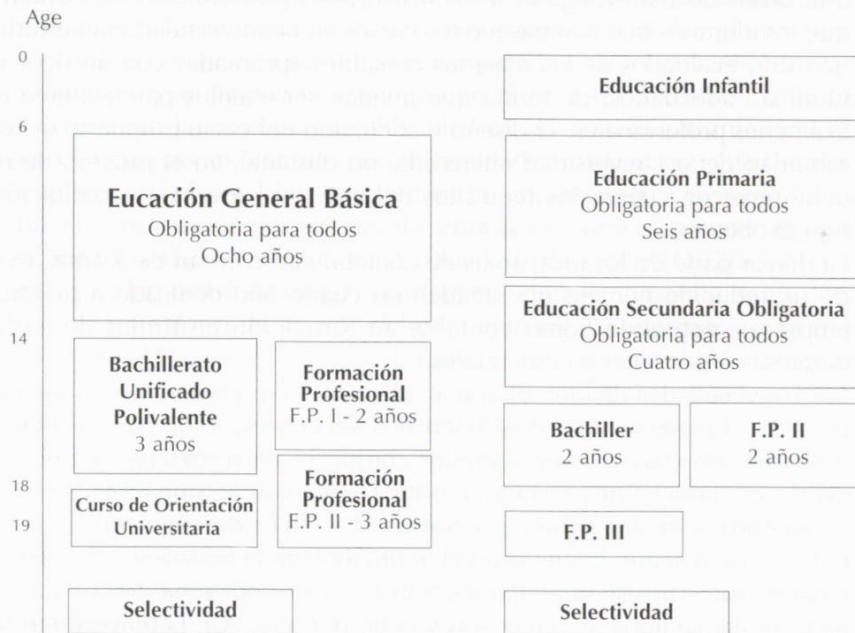 Age
0
6
14
18
19
Eucación General Básica
Obligatoria para todos
Ocho años
Bachillerato
Unificado
Polivalente
3 años
Formación
Profesional
F.P. I - 2 años
Curso de Orientación
Universitaria
Formación
Profesional
F.P. II - 3 años
Selectividad
Educación Infantil
Educación Primaria
Obligatoria para todos
Seis años
Educación Secundaria Obligatoria
Obligatoria para todos
Cuatro años
Bachiller
2 años
F.P. II
2 años
F.P. III
Selectividad